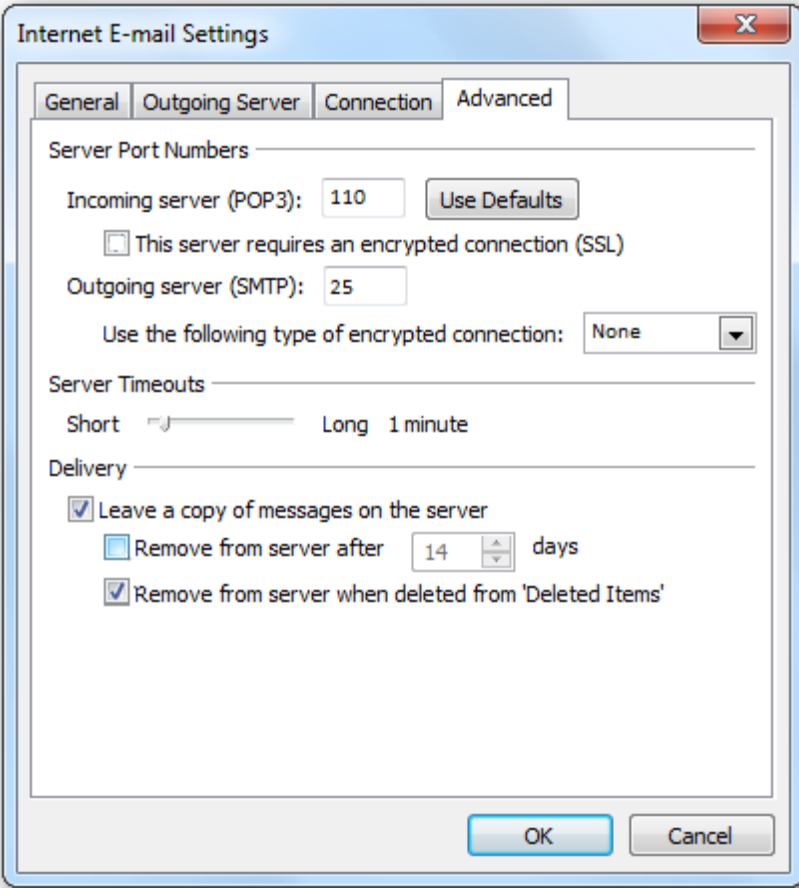 Internet E-mail Settings
General Outgoing Server Connection Advanced
Server Port Numbers
Incoming server (POP3): 110 Use Defaults
This server requires an encrypted connection (SSL)
Outgoing server (SMTP): 25
Use the following type of encrypted connection: None
Server Timeouts
Short Long 1 minute
Delivery
Leave a copy of messages on the server
Remove from server after 14 days
Remove from server when deleted from 'Deleted Items'
OK Cancel